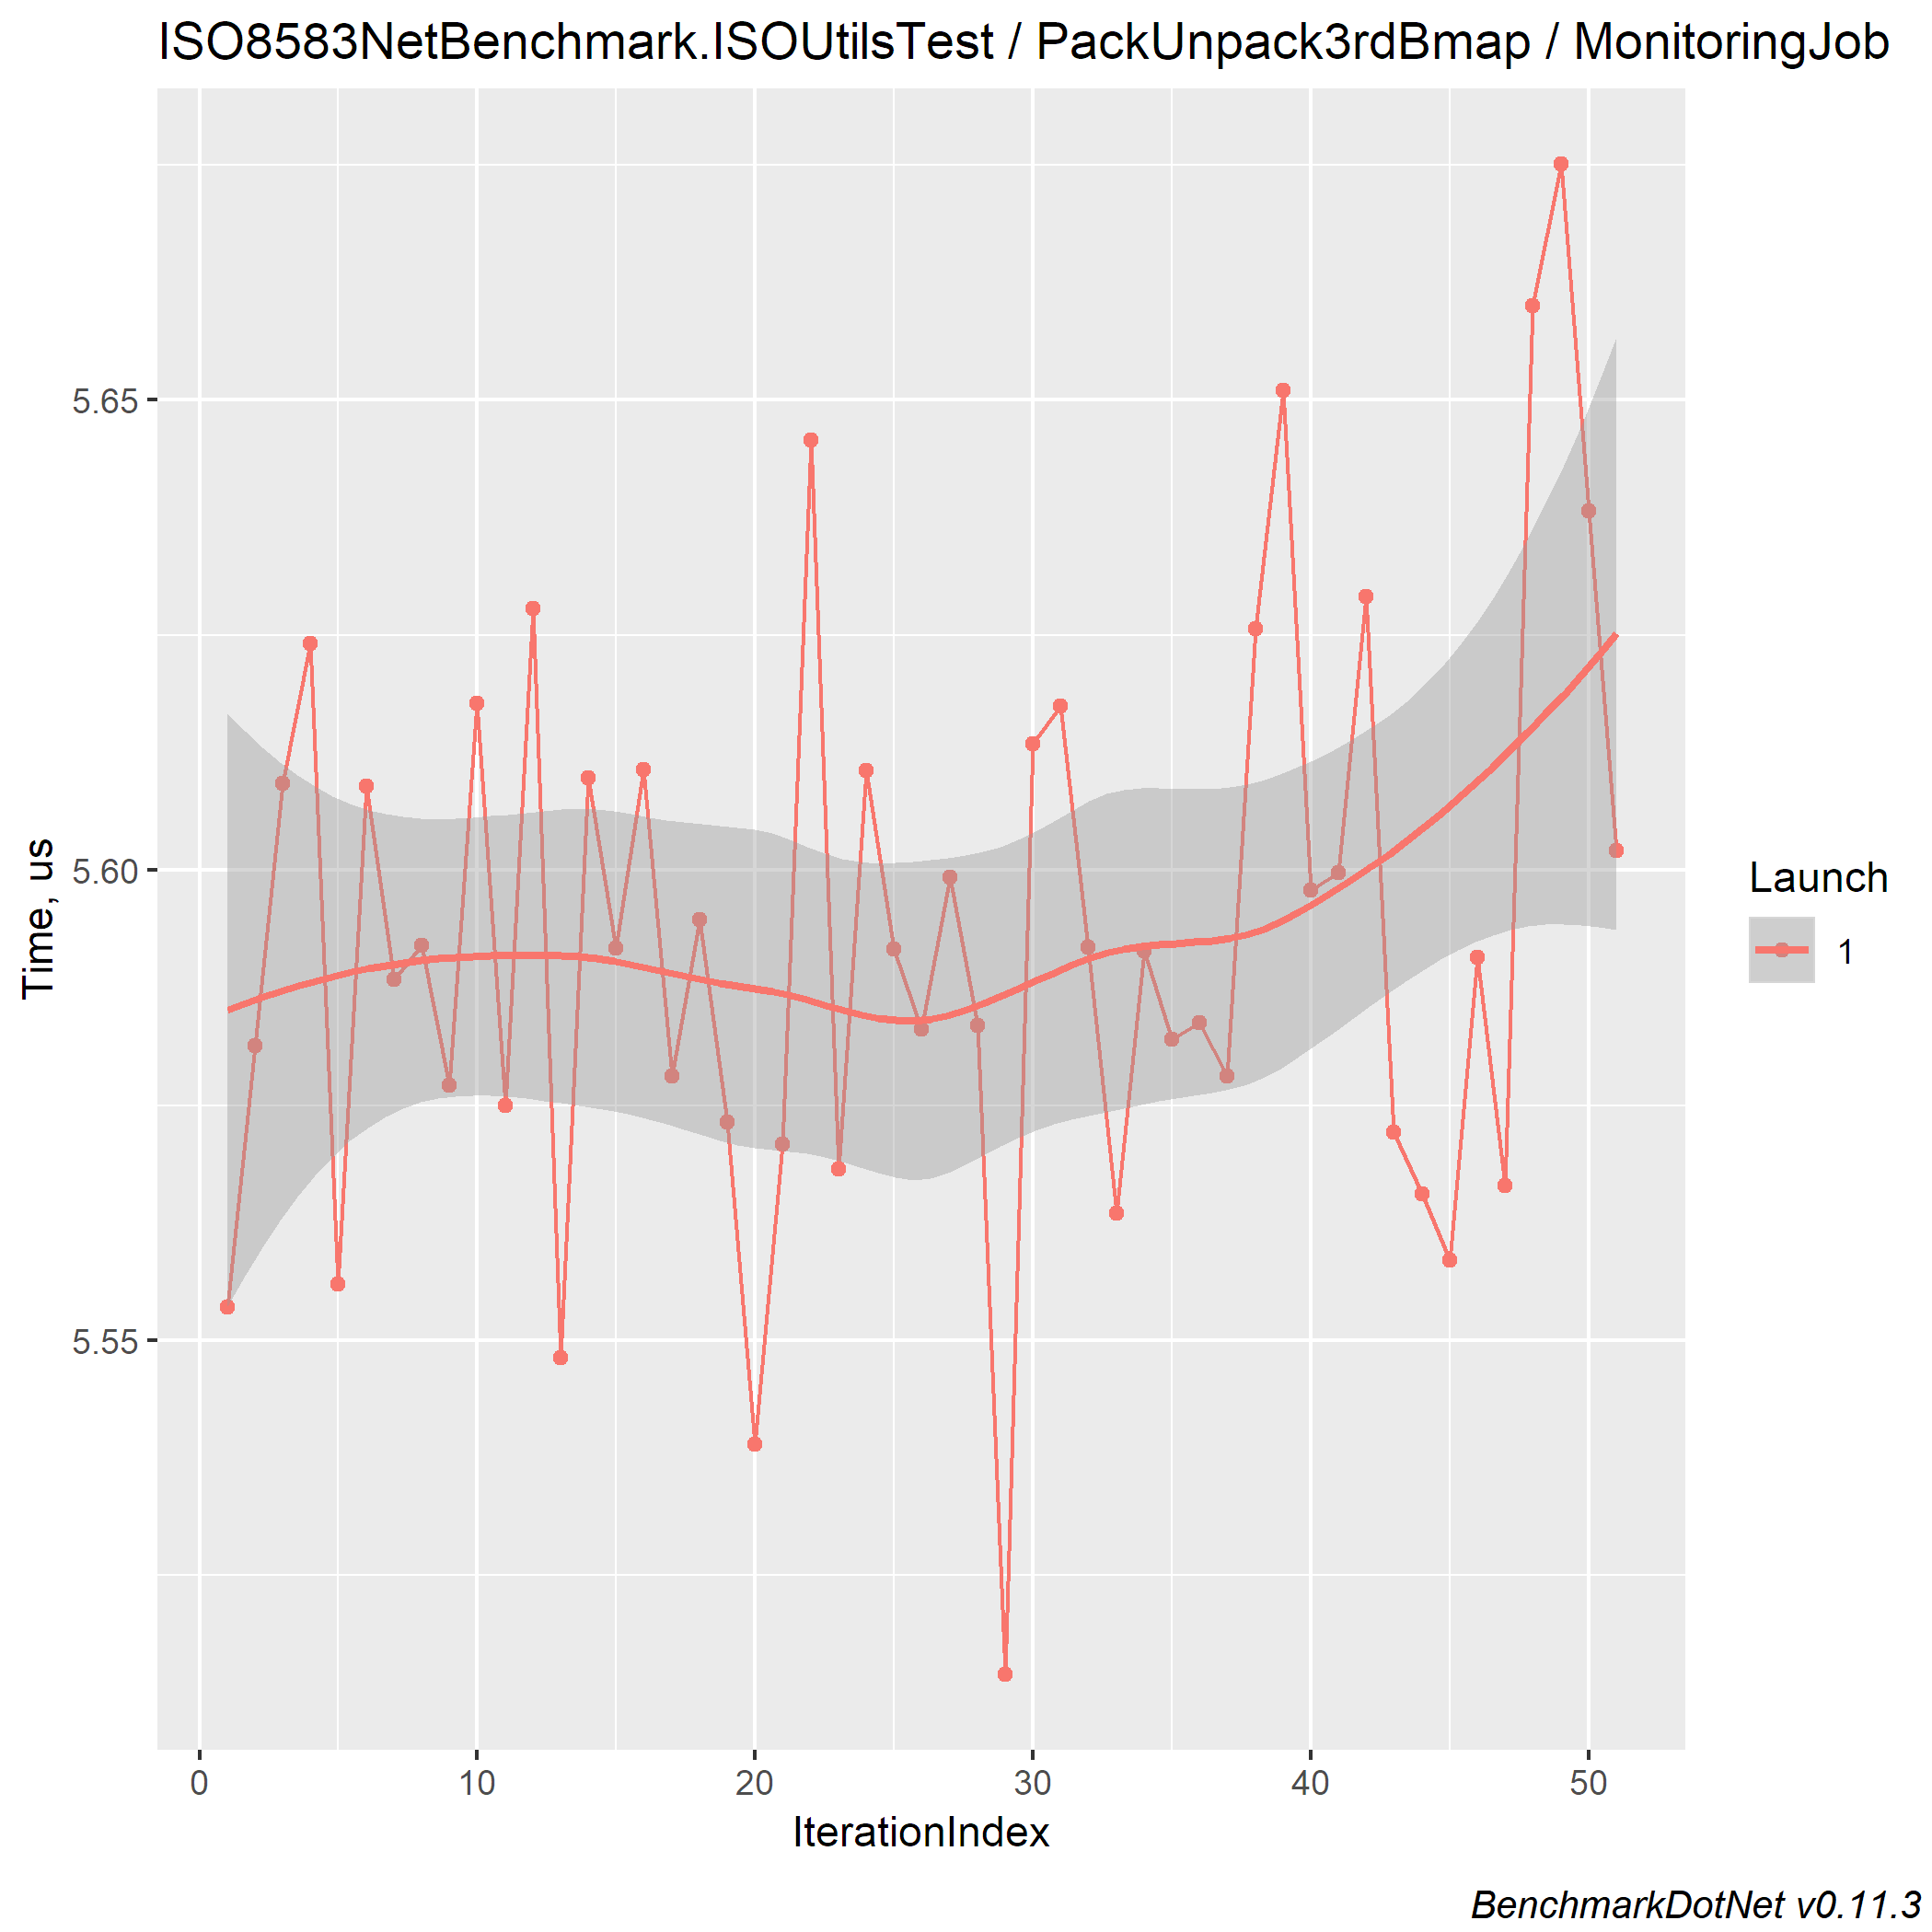 ISO8583NetBenchmark.ISOUtilsTest / PackUnpack3rdBmap / MonitoringJob
Time, us
5.65
5.60
5.55
0 10 20 30 40 50
IterationIndex
Launch
1
BenchmarkDotNet v0.11.3